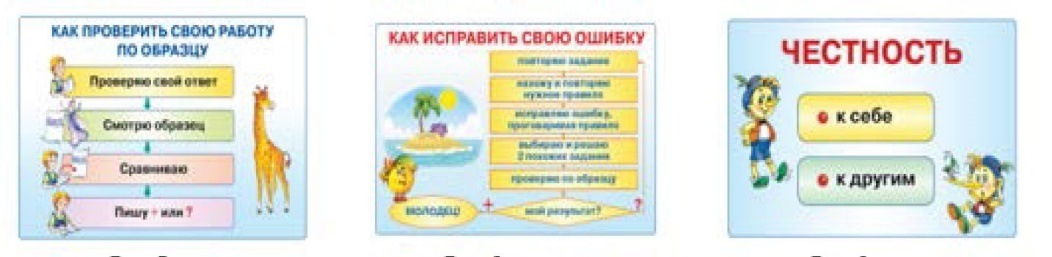 КАК ПРОВЕРИТЬ СВОЮ РАБОТУ
ПО ОБРАЗЦУ
Проверяю свой ответ
Смотрю образец
Сравниваю
Пишу + или ?
КАК ИСПРАВИТЬ СВОЮ ОШИБКУ
повторяю задание
нахожу и повторяю
нужное правило
исправляю ошибку,
проговаривая правило
выбираю и решаю
2 похожих задания
проверяю по образцу
МОЛОДЕЦ!
+
мой результат?
?
ЧЕСТНОСТЬ
к себе
к другим